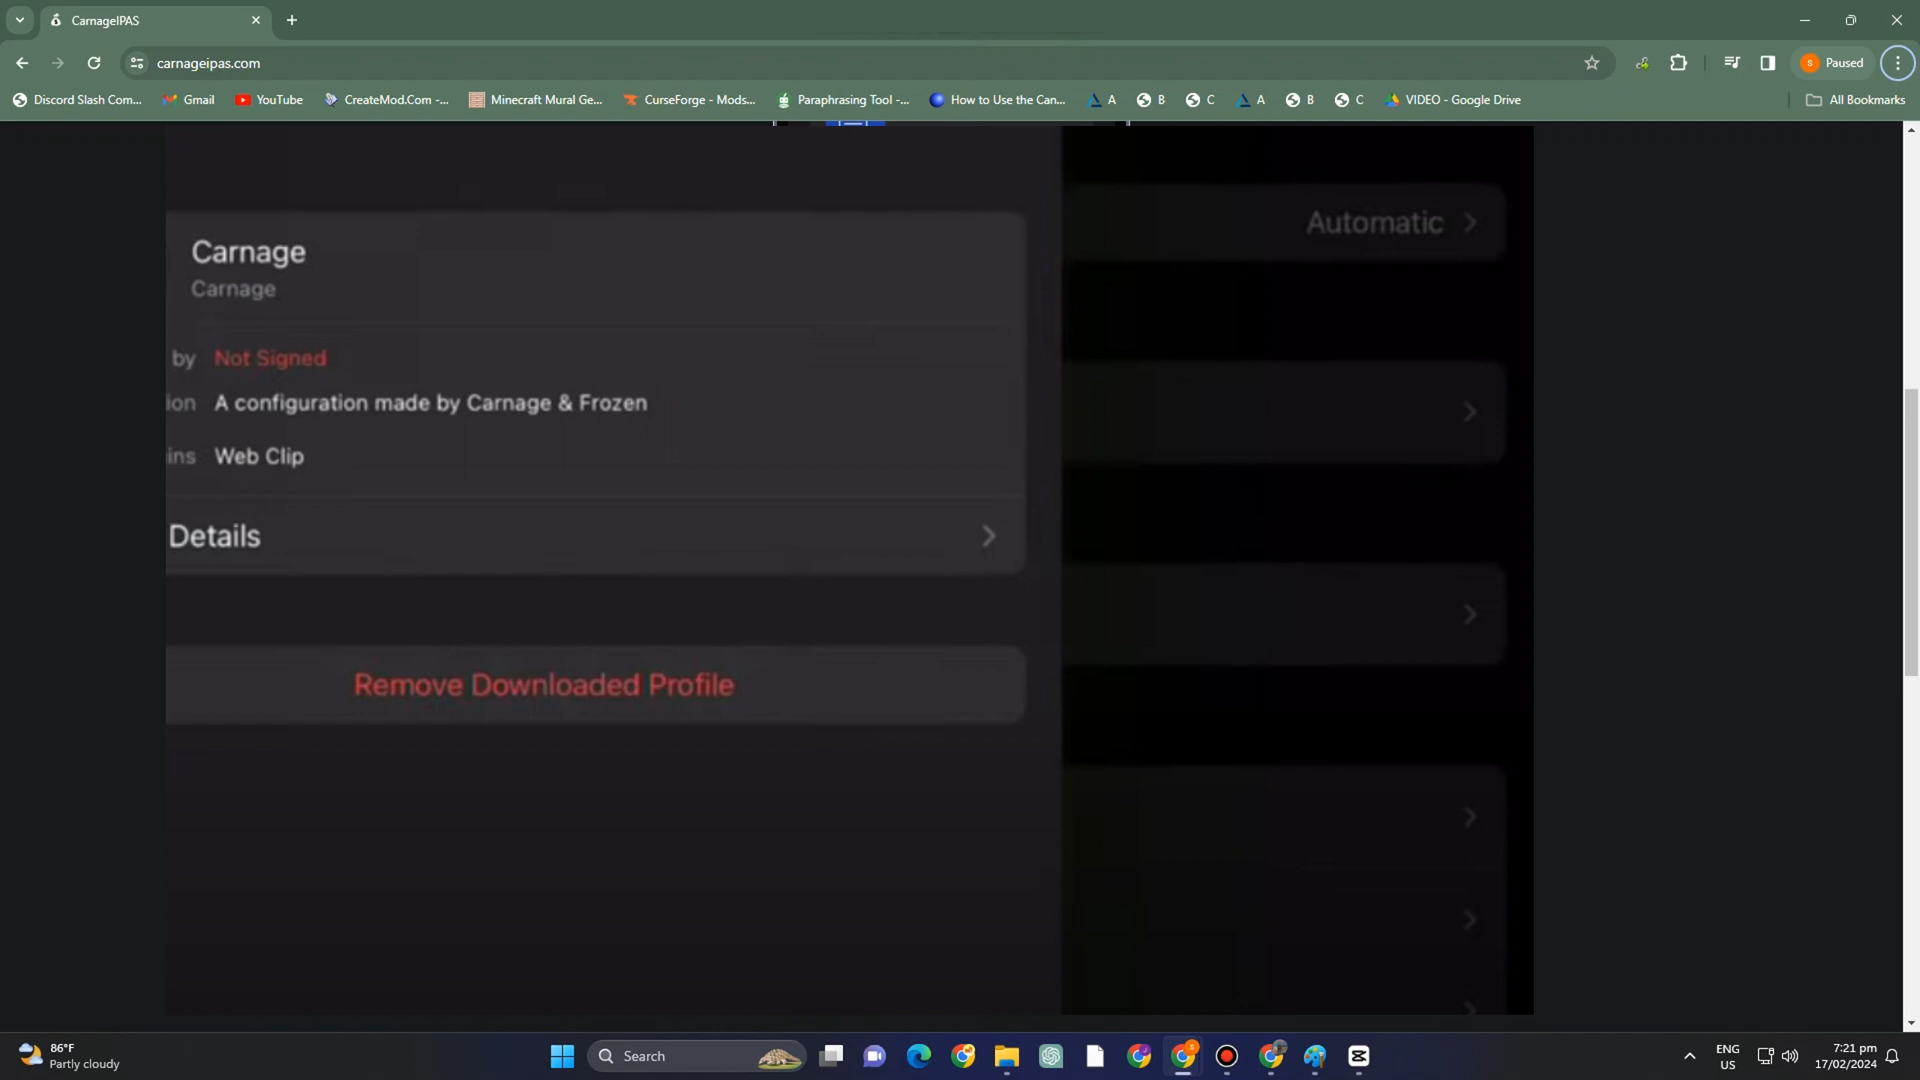 CarnageIPAS
carnageipas.com
Paused
Discord Slash Com...
Gmail
YouTube
CreateMod.Com -...
Minecraft Mural Ge...
CurseForge - Mods...
Paraphrasing Tool -...
How to Use the Can...
A
B
C
A
B
C
VIDEO - Google Drive
All Bookmarks
Automatic
Carnage
Carnage
by Not Signed
ion A configuration made by Carnage & Frozen
ins Web Clip
Details
Remove Downloaded Profile
86°F
Partly cloudy
Search
ENG
US
7:21 pm
17/02/2024